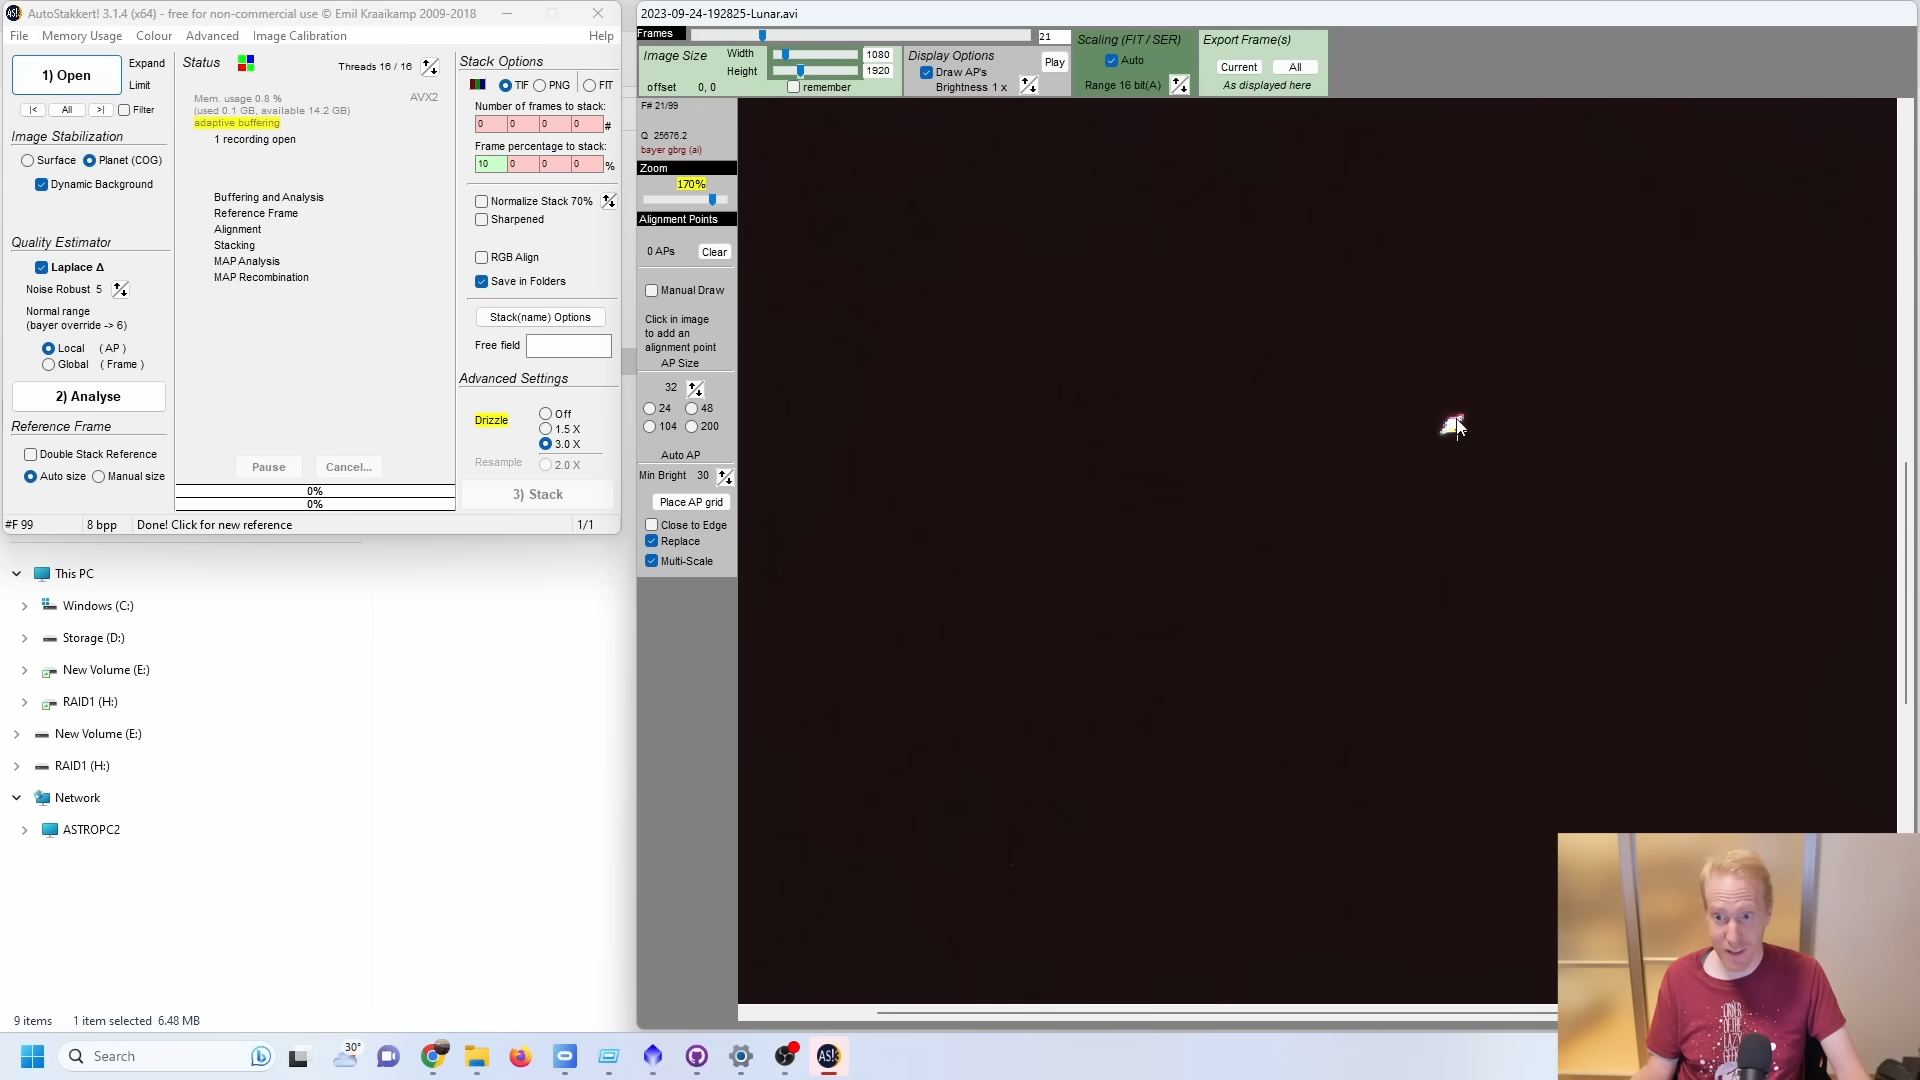 AutoStakkert! 3.1.4 (x64) - free for non-commercial use © Emil Kraaikamp 2009-2018
File Memory Usage Colour Advanced Image Calibration Help
1) Open
Expand
Limit
|< All >| Filter
Image Stabilization
Surface Planet (COG)
Dynamic Background
Quality Estimator
Laplace Δ
Noise Robust 5
Normal range
(bayer override -> 6)
Local (AP)
Global (Frame)
2) Analyse
Reference Frame
Double Stack Reference
Auto size Manual size
Status
Threads 16 / 16
Mem. usage 0.8 %
AVX2
(used 0.1 GB, available 14.2 GB)
adaptive buffering
1 recording open
Buffering and Analysis
Reference Frame
Alignment
Stacking
MAP Analysis
MAP Recombination
Pause Cancel...
0%
0%
Stack Options
TIF PNG FIT
Number of frames to stack:
0 0 0 0 #
Frame percentage to stack:
10 0 0 0 %
Normalize Stack 70%
Sharpened
RGB Align
Save in Folders
Stack(name) Options
Free field
Advanced Settings
Drizzle
Off
1.5 X
3.0 X
Resample 2.0 X
3) Stack
#F 99 8 bpp Done! Click for new reference 1/1
This PC
Windows (C:)
Storage (D:)
New Volume (E:)
RAID1 (H:)
New Volume (E:)
RAID1 (H:)
Network
ASTROPC2
9 items 1 item selected 6.48 MB
2023-09-24-192825-Lunar.avi
Frames 21
Image Size
Width 1080
Height 1920
offset 0, 0
remember
Display Options
Draw AP's
Brightness 1 x
Play
Scaling (FIT / SER)
Auto
Range 16 bit(A)
Export Frame(s)
Current All
As displayed here
F# 21/99
Q 25676.2
bayer gbrg (ai)
Zoom
170%
Alignment Points
0 APs Clear
Manual Draw
Click in image
to add an
alignment point
AP Size
32
24 48
104 200
Auto AP
Min Bright 30
Place AP grid
Close to Edge
Replace
Multi-Scale
ORDER
OF THE
LAZY
GEEK
Search
30°
AS!3